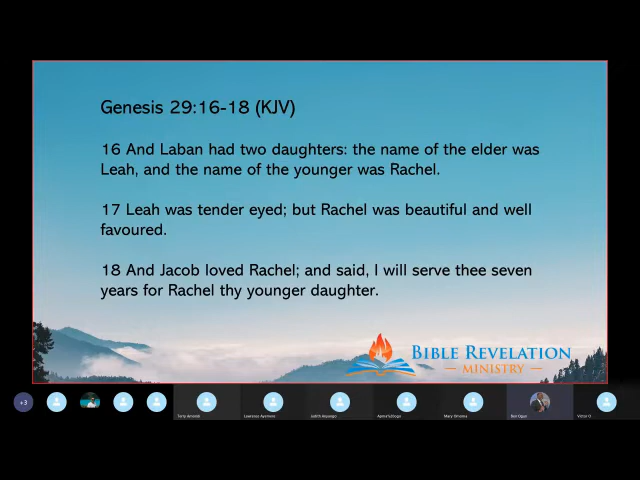 Genesis 29:16-18 (KJV)
16 And Laban had two daughters: the name of the elder was
Leah, and the name of the younger was Rachel.
17 Leah was tender eyed; but Rachel was beautiful and well
favoured.
18 And Jacob loved Rachel; and said, I will serve thee seven
years for Rachel thy younger daughter.
BIBLE REVELATION
MINISTRY
+3
Mary
Victor O